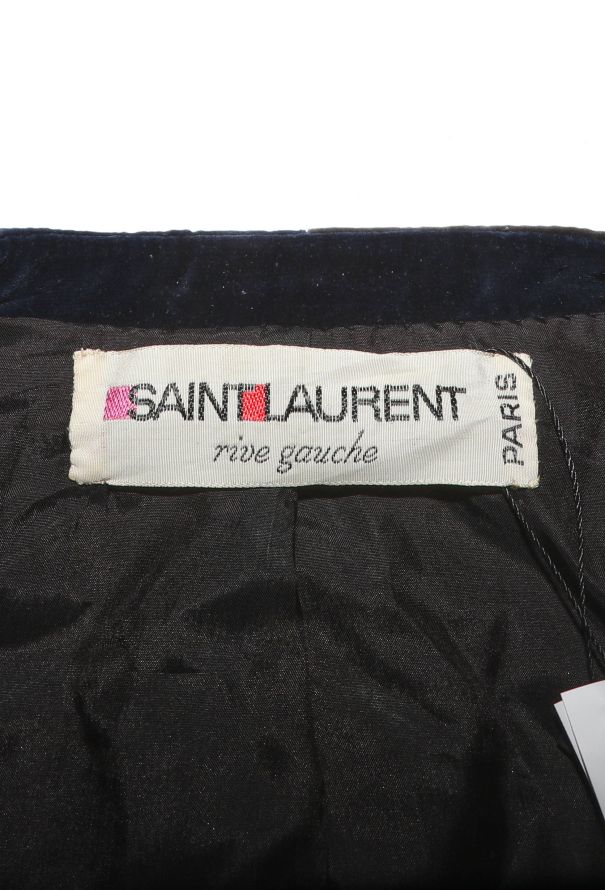 SAINT LAURENT
rive gauche
PARIS